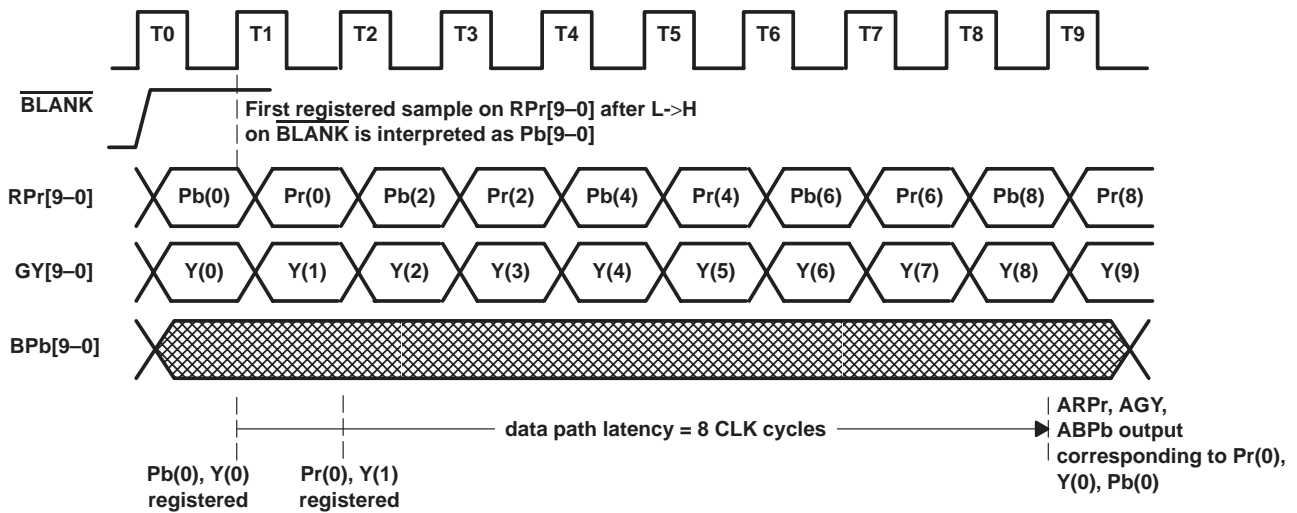 T0 T1 T2 T3 T4 T5 T6 T7 T8 T9
BLANK
First registered sample on RPr[9–0] after L->H
on BLANK is interpreted as Pb[9–0]
RPr[9–0] Pb(0) Pr(0) Pb(2) Pr(2) Pb(4) Pr(4) Pb(6) Pr(6) Pb(8) Pr(8)
GY[9–0] Y(0) Y(1) Y(2) Y(3) Y(4) Y(5) Y(6) Y(7) Y(8) Y(9)
BPb[9–0]
data path latency = 8 CLK cycles
ARPr, AGY,
ABPb output
corresponding to Pr(0),
Y(0), Pb(0)
Pb(0), Y(0)
registered
Pr(0), Y(1)
registered